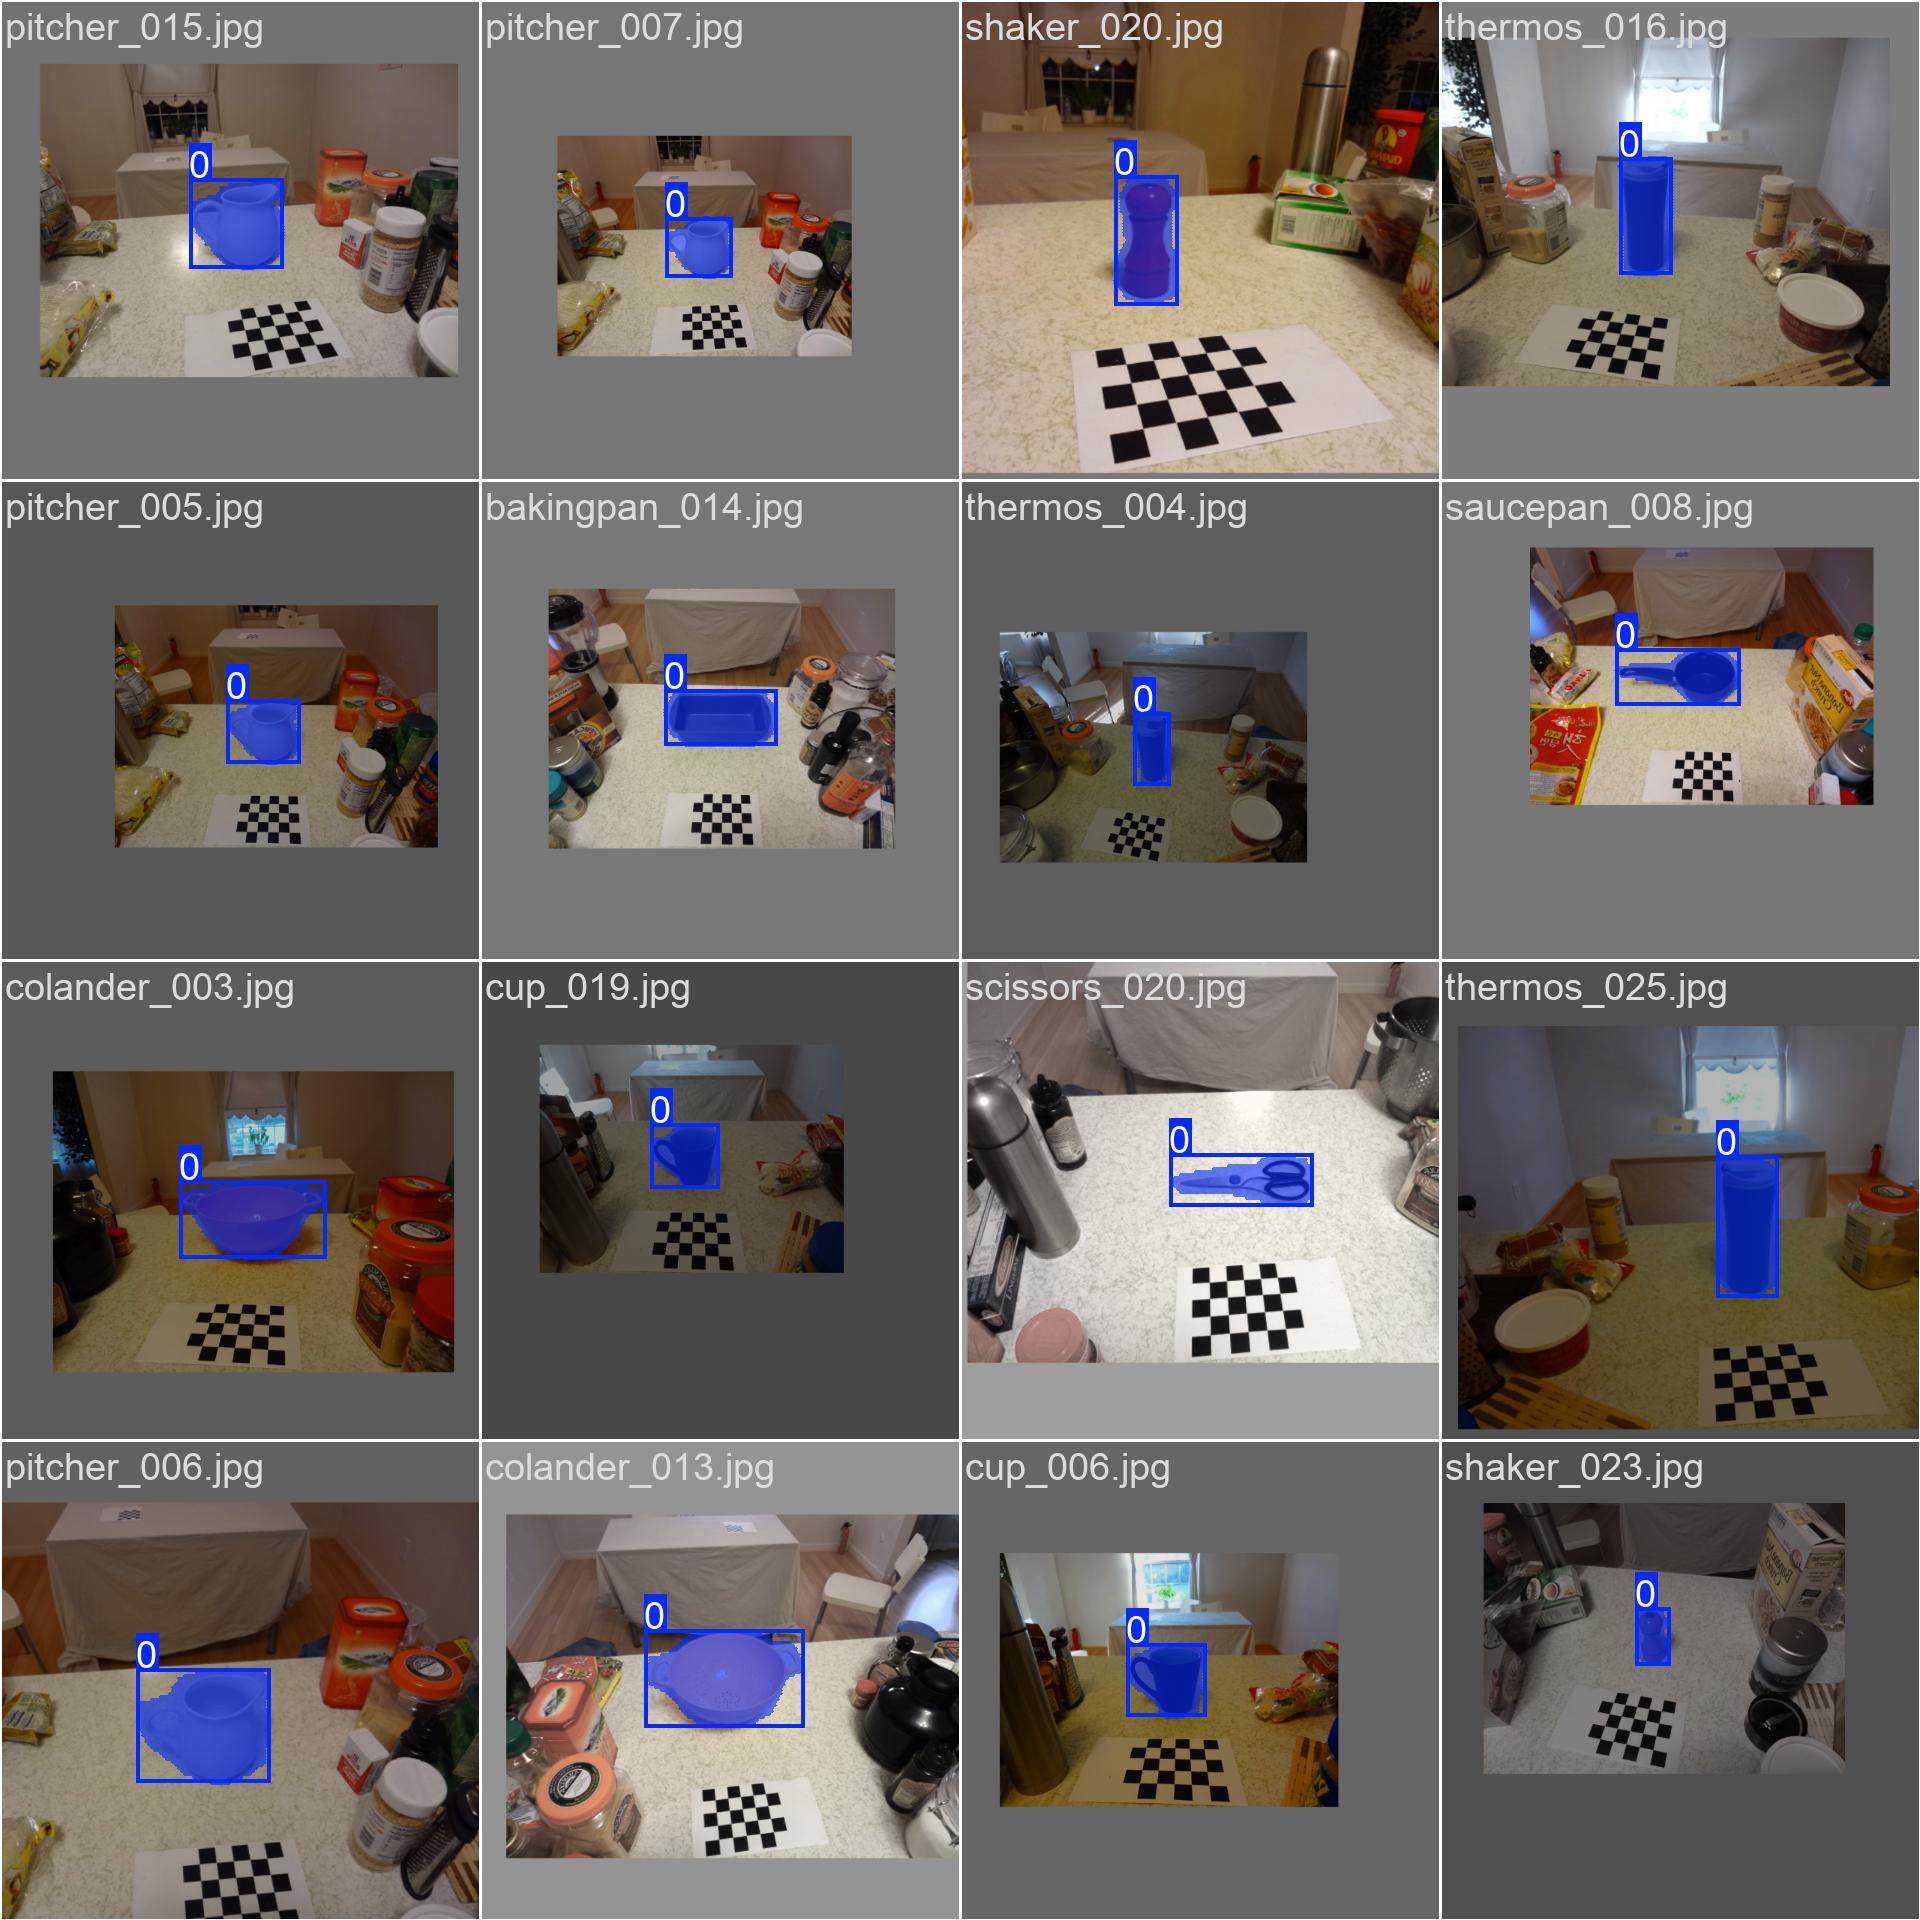 pitcher_015.jpg
pitcher_007.jpg
shaker_020.jpg
thermos_016.jpg
0
0
0
0
pitcher_005.jpg
bakingpan_014.jpg
thermos_004.jpg
saucepan_008.jpg
0
0
0
0
colander_003.jpg
cup_019.jpg
scissors_020.jpg
thermos_025.jpg
0
0
0
0
pitcher_006.jpg
colander_013.jpg
cup_006.jpg
shaker_023.jpg
0
0
0
0